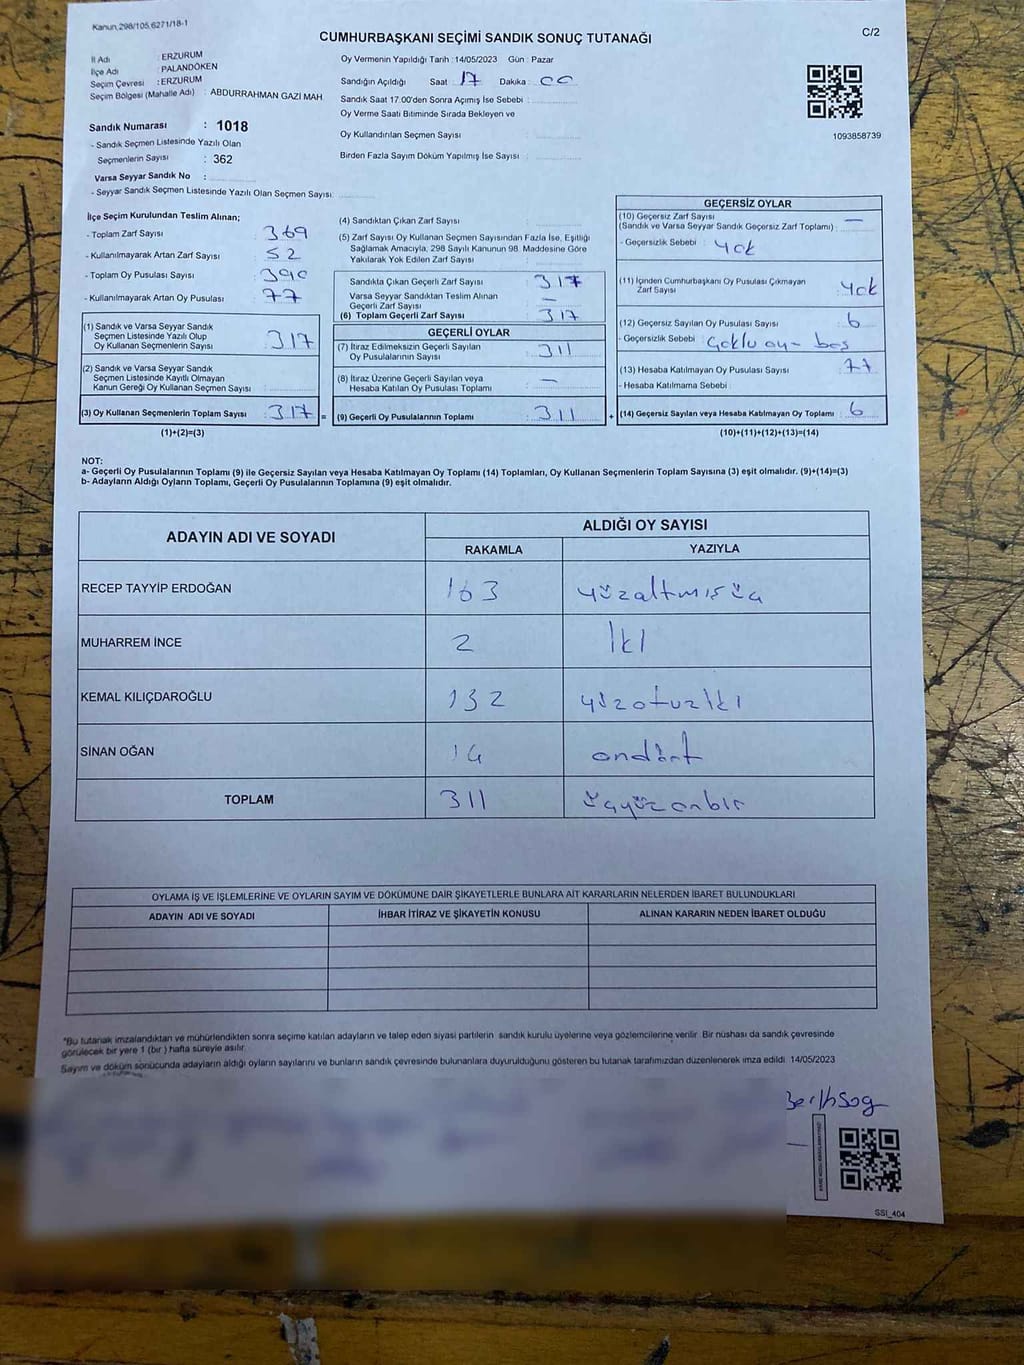 Kanun 298/105,6271/18-1
C/2
CUMHURBAŞKANI SEÇİMİ SANDIK SONUÇ TUTANAĞI
İl Adı : ERZURUM
İlçe Adı : PALANDÖKEN
Seçim Çevresi : ERZURUM
Seçim Bölgesi (Mahalle Adı) : ABDURRAHMAN GAZİ MAH.
Sandık Numarası : 1018
- Sandık Seçmen Listesinde Yazılı Olan
Seçmenlerin Sayısı : 362
Varsa Seyyar Sandık No :
- Seyyar Sandık Seçmen Listesinde Yazılı Olan Seçmen Sayısı:
Oy Vermenin Yapıldığı Tarih :14/05/2023 Gün : Pazar
Sandığın Açıldığı Saat : 17 Dakika : 00
Sandık Saat 17:00'den Sonra Açımış İse Sebebi :
Oy Verme Saati Bitiminde Sırada Bekleyen ve
Oy Kullandırılan Seçmen Sayısı :
Birden Fazla Sayım Döküm Yapılmış İse Sayısı :
1093858739
İlçe Seçim Kurulundan Teslim Alınan;
- Toplam Zarf Sayısı : 369
- Kullanılmayarak Artan Zarf Sayısı : 52
- Toplam Oy Pusulası Sayısı : 390
- Kullanılmayarak Artan Oy Pusulası : 77
(1) Sandık ve Varsa Seyyar Sandık
Seçmen Listesinde Yazılı Olup
Oy Kullanan Seçmenlerin Sayısı : 317
(2) Sandık ve Varsa Seyyar Sandık
Seçmen Listesinde Kayıtlı Olmayan
Kanun Gereği Oy Kullanan Seçmen Sayısı :
(3) Oy Kullanan Seçmenlerin Toplam Sayısı : 317 =
(1)+(2)=(3)
(4) Sandıktan Çıkan Zarf Sayısı :
(5) Zarf Sayısı Oy Kullanan Seçmen Sayısından Fazla İse, Eşitliği
Sağlamak Amacıyla, 298 Sayılı Kanunun 98. Maddesine Göre
Yakılarak Yok Edilen Zarf Sayısı :
Sandıkta Çıkan Geçerli Zarf Sayısı : 317
Varsa Seyyar Sandıktan Teslim Alınan
Geçerli Zarf Sayısı : —
(6) Toplam Geçerli Zarf Sayısı : 317
GEÇERLİ OYLAR
(7) İtiraz Edilmeksizin Geçerli Sayılan
Oy Pusulalarının Sayısı : 311
(8) İtiraz Üzerine Geçerli Sayılan veya
Hesaba Katılan Oy Pusulası Toplamı : —
(9) Geçerli Oy Pusulalarının Toplamı : 311 +
GEÇERSİZ OYLAR
(10) Geçersiz Zarf Sayısı —
(Sandık ve Varsa Seyyar Sandık Geçersiz Zarf Toplamı) :
- Geçersizlik Sebebi : Yok
(11) İçinden Cumhurbaşkanı Oy Pusulası Çıkmayan
Zarf Sayısı : Yok
(12) Geçersiz Sayılan Oy Pusulası Sayısı : 6
- Geçersizlik Sebebi : Çoklu oy - boş
(13) Hesaba Katılmayan Oy Pusulası Sayısı : 77
- Hesaba Katılmama Sebebi :
(14) Geçersiz Sayılan veya Hesaba Katılmayan Oy Toplamı : 6
(10)+(11)+(12)+(13)=(14)
NOT:
a- Geçerli Oy Pusulalarının Toplamı (9) ile Geçersiz Sayılan veya Hesaba Katılmayan Oy Toplamı (14) Toplamları, Oy Kullanan Seçmenlerin Toplam Sayısına (3) eşit olmalıdır. (9)+(14)=(3)
b- Adayların Aldığı Oyların Toplamı, Geçerli Oy Pusulalarının Toplamına (9) eşit olmalıdır.
ADAYIN ADI VE SOYADI ALDIĞI OY SAYISI
RAKAMLA YAZIYLA
RECEP TAYYİP ERDOĞAN 163 yüzaltmışüç
MUHARREM İNCE 2 İki
KEMAL KILIÇDAROĞLU 132 yüzotuziki
SİNAN OĞAN 14 ondört
TOPLAM 311 üçyüzonbir
OYLAMA İŞ VE İŞLEMLERİNE VE OYLARIN SAYIM VE DÖKÜMÜNE DAİR ŞİKAYETLERLE BUNLARA AİT KARARLARIN NELERDEN İBARET BULUNDUKLARI
ADAYIN ADI VE SOYADI İHBAR İTİRAZ VE ŞİKAYETİN KONUSU ALINAN KARARIN NEDEN İBARET OLDUĞU
"Bu tutanak imzalandıktan ve mühürlendikten sonra seçime katılan adayların ve talep eden siyasi partilerin sandık kurulu üyelerine veya gözlemcilerine verilir. Bir nüshası da sandık çevresinde
görülecek bir yere 1 (bir ) hafta süreyle asılır.
Sayım ve döküm sonucunda adayların aldığı oyların sayılarını ve bunların sandık çevresinde bulunanlara duyurulduğunu gösteren bu tutanak tarafımızdan düzenlenerek imza edildi. 14/05/2023
SSİ_404